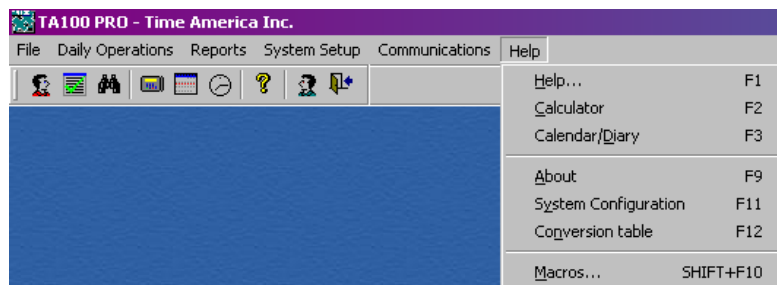 TA100 PRO - Time America Inc.
File Daily Operations Reports System Setup Communications Help
Help... F1
Calculator F2
Calendar/Diary F3
About F9
System Configuration F11
Conversion table F12
Macros... SHIFT+F10